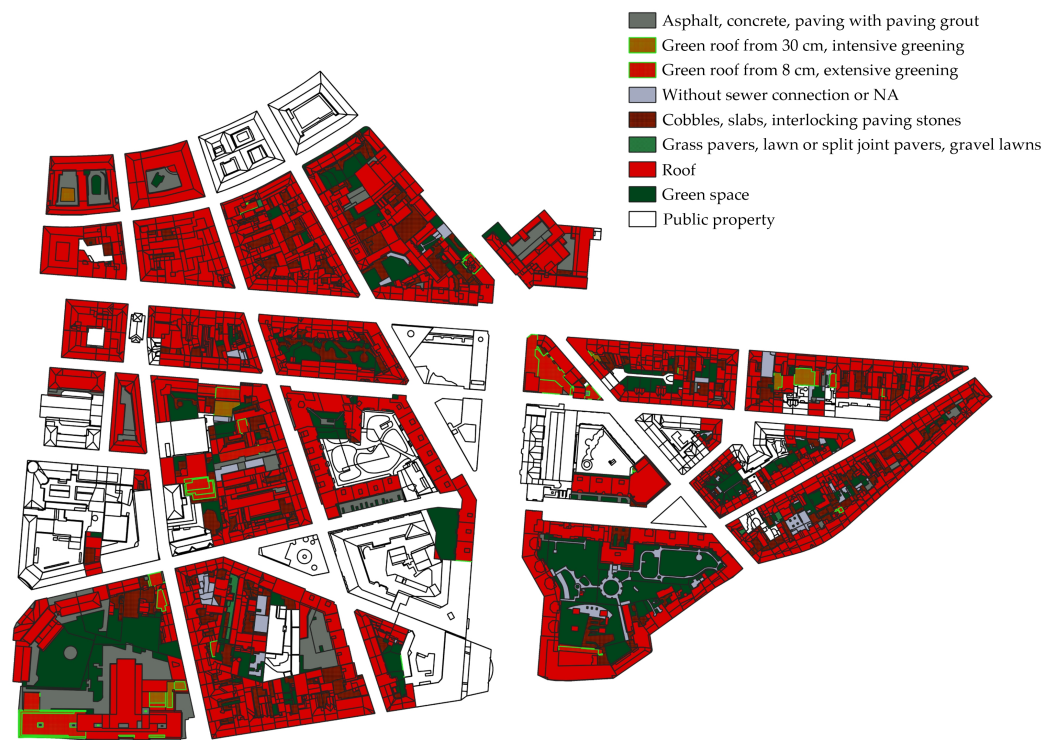 Asphalt, concrete, paving with paving grout
Green roof from 30 cm, intensive greening
Green roof from 8 cm, extensive greening
Without sewer connection or NA
Cobbles, slabs, interlocking paving stones
Grass pavers, lawn or split joint pavers, gravel lawns
Roof
Green space
Public property